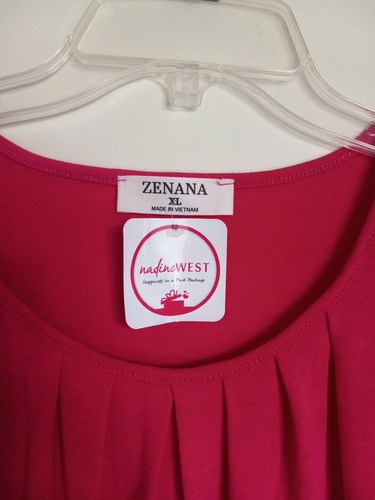 ZENANA
XL
MADE IN VIETNAM
nadineWEST
Happiness in a Pink Package